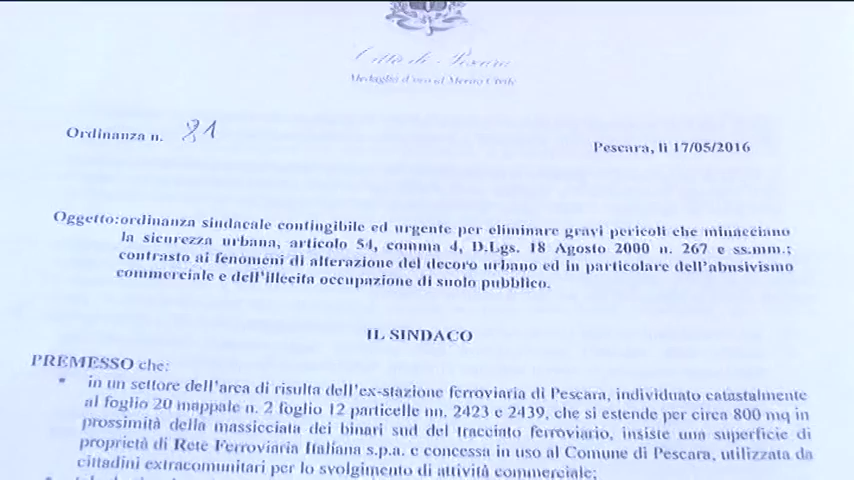 Città di Pescara
Medaglia d'oro al Merito Civile
Ordinanza n. 81
Pescara, lì 17/05/2016
Oggetto:ordinanza sindacale contingibile ed urgente per eliminare gravi pericoli che minacciano
la sicurezza urbana, articolo 54, comma 4, D.Lgs. 18 Agosto 2000 n. 267 e ss.mm.;
contrasto ai fenomeni di alterazione del decoro urbano ed in particolare dell'abusivismo
commerciale e dell'illecita occupazione di suolo pubblico.
IL SINDACO
PREMESSO che:
• in un settore dell'area di risulta dell'ex-stazione ferroviaria di Pescara, individuato catastalmente
al foglio 20 mappale n. 2 foglio 12 particelle nn. 2423 e 2439, che si estende per circa 800 mq in
prossimità della massicciata dei binari sud del tracciato ferroviario, insiste una superficie di
proprietà di Rete Ferroviaria Italiana s.p.a. e concessa in uso al Comune di Pescara, utilizzata da
cittadini extracomunitari per lo svolgimento di attività commerciale;